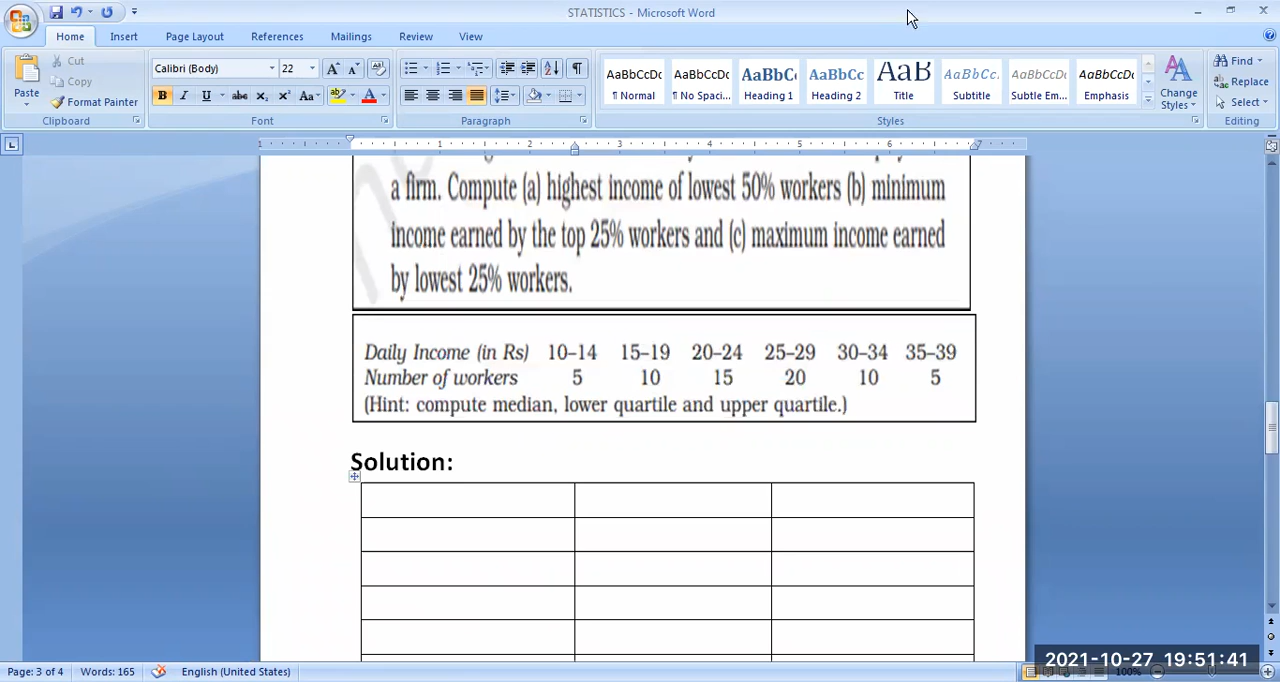 STATISTICS - Microsoft Word
Home Insert Page Layout References Mailings Review View
Paste
Cut
Copy
Format Painter
Clipboard
Calibri (Body) 22
Font
Paragraph
AaBbCcDc AaBbCcDc AaBbC AaBbCc AaB AaBbCc. AaBbCcDc AaBbCcDc
¶ Normal ¶ No Spaci... Heading 1 Heading 2 Title Subtitle Subtle Em... Emphasis
Change
Styles
Styles
Find
Replace
Select
Editing
a firm. Compute (a) highest income of lowest 50% workers (b) minimum
income earned by the top 25% workers and (c) maximum income earned
by lowest 25% workers.
Daily Income (in Rs) 10–14 15–19 20–24 25–29 30–34 35–39
Number of workers 5 10 15 20 10 5
(Hint: compute median, lower quartile and upper quartile.)
Solution:
Page: 3 of 4 Words: 165 English (United States)
2021-10-27 19:51:41
100%